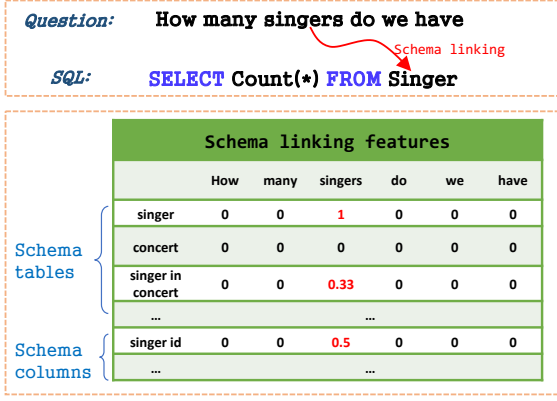 Question: How many singers do we have
Schema linking
SQL: SELECT Count(*) FROM Singer
Schema linking features
How many singers do we have
singer 0 0 1 0 0 0
concert 0 0 0 0 0 0
Schema tables
singer in concert 0 0 0.33 0 0 0
... ...
Schema columns
singer id 0 0 0.5 0 0 0
... ...